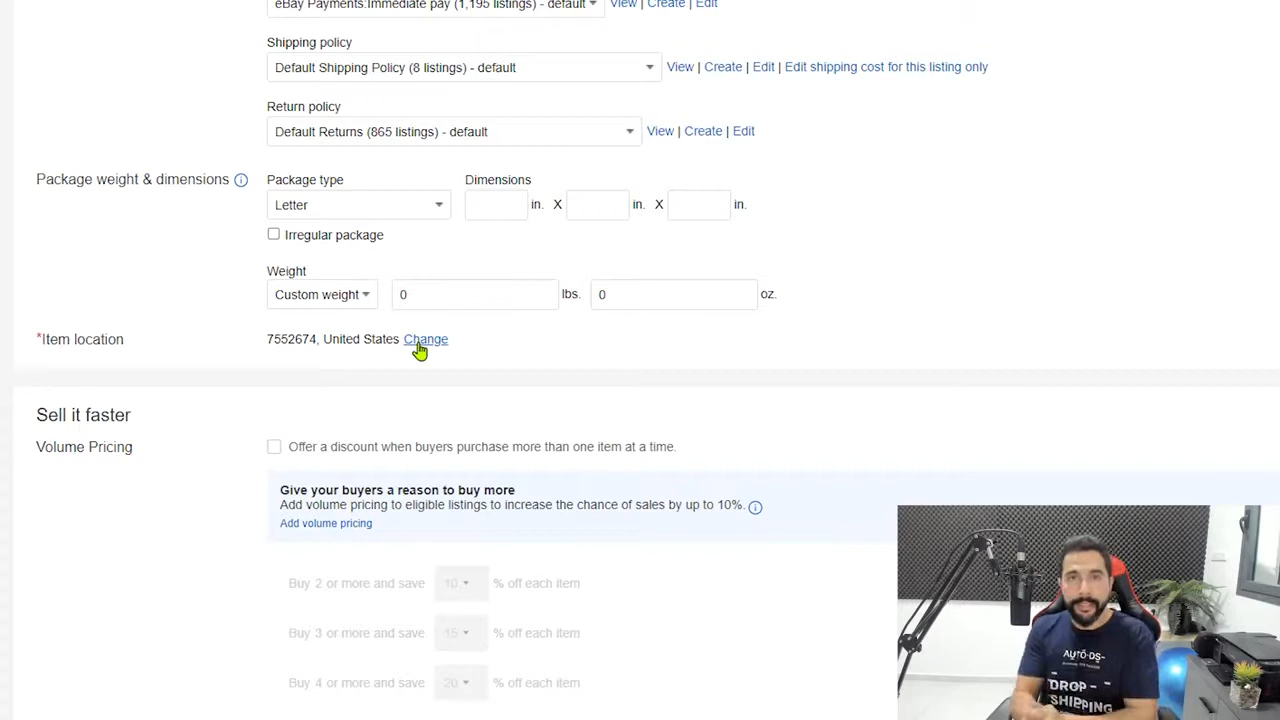 eBay Payments:Immediate pay (1,195 listings) - default View | Create | Edit
Shipping policy
Default Shipping Policy (8 listings) - default View | Create | Edit | Edit shipping cost for this listing only
Return policy
Default Returns (865 listings) - default View | Create | Edit
Package weight & dimensions Package type Dimensions
Letter in. X in. X in.
Irregular package
Weight
Custom weight 0 lbs. 0 oz.
*Item location 7552674, United States Change
Sell it faster
Volume Pricing Offer a discount when buyers purchase more than one item at a time.
Give your buyers a reason to buy more
Add volume pricing to eligible listings to increase the chance of sales by up to 10%.
Add volume pricing
Buy 2 or more and save 10 % off each item
Buy 3 or more and save 15 % off each item
Buy 4 or more and save 20 % off each item
AUTO-DS
DROP
SHIPPING